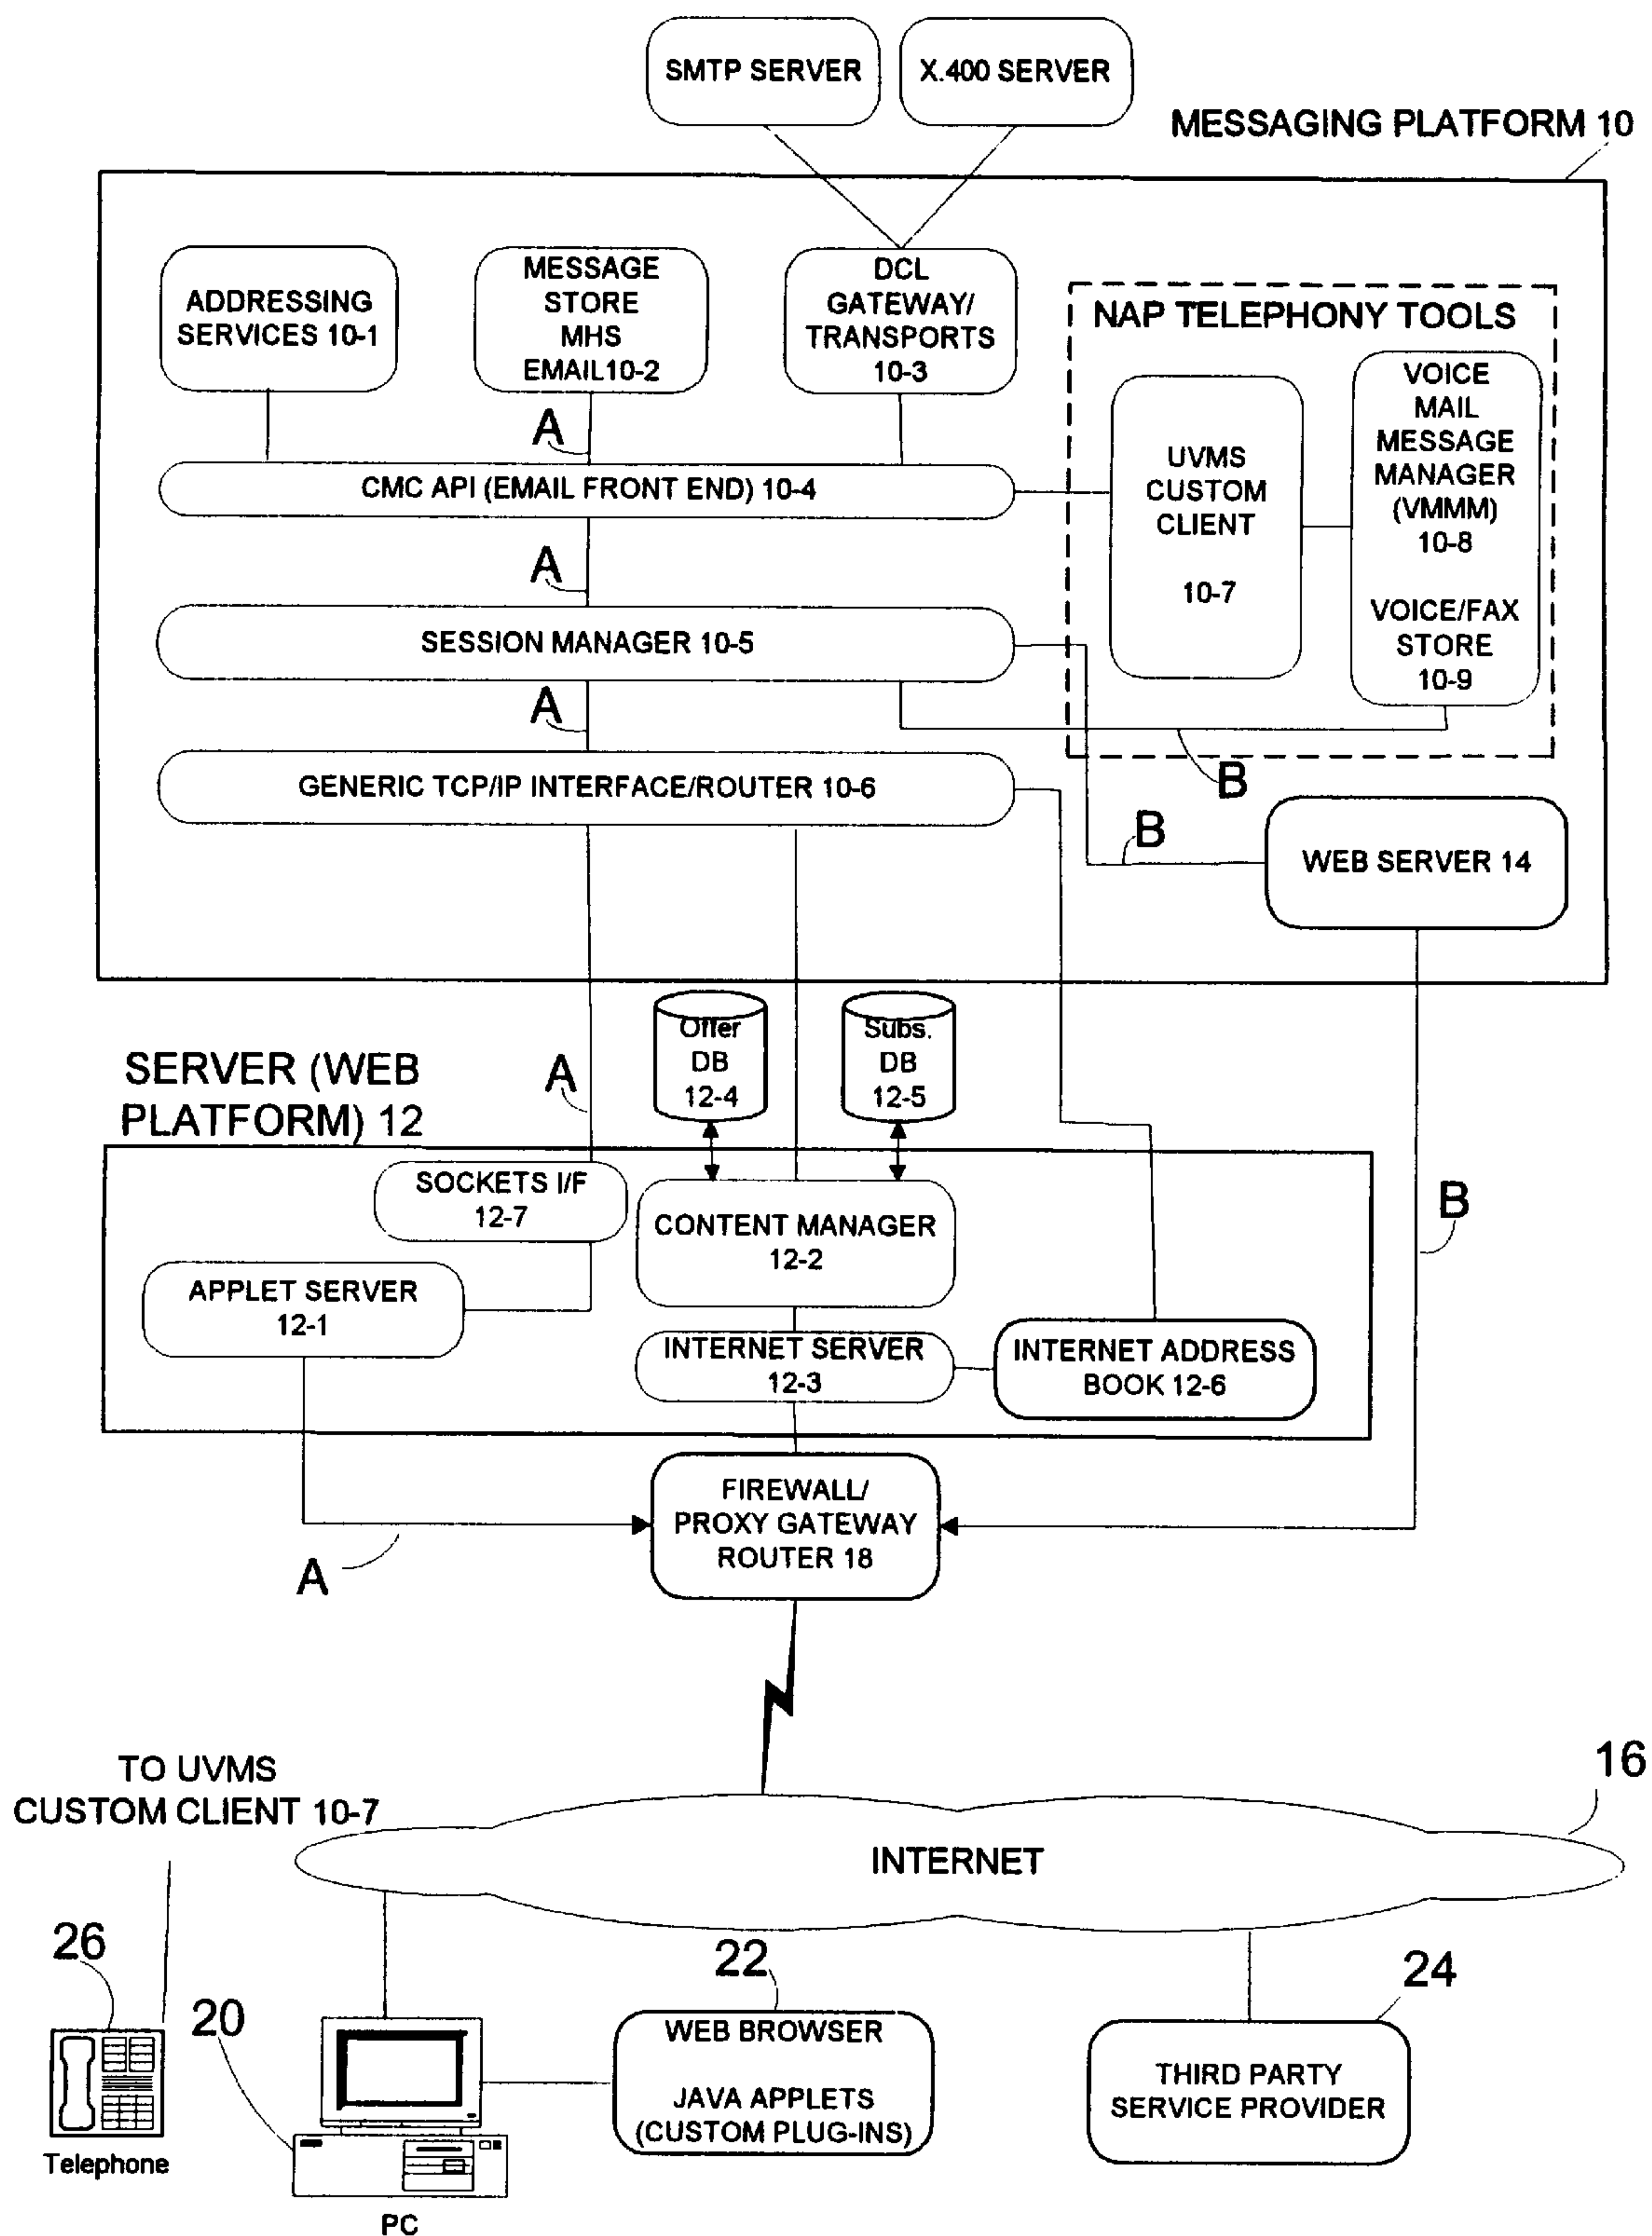 SMTP SERVER
X.400 SERVER
MESSAGING PLATFORM 10
ADDRESSING
SERVICES 10-1
MESSAGE
STORE
MHS
EMAIL10-2
DCL
GATEWAY/
TRANSPORTS
10-3
NAP TELEPHONY TOOLS
UVMS
CUSTOM
CLIENT
10-7
VOICE
MAIL
MESSAGE
MANAGER
(VMMM)
10-8
VOICE/FAX
STORE
10-9
A
CMC API (EMAIL FRONT END) 10-4
A
SESSION MANAGER 10-5
A
B
GENERIC TCP/IP INTERFACE/ROUTER 10-6
B
WEB SERVER 14
SERVER (WEB
PLATFORM) 12
A
Offer
DB
12-4
Subs.
DB
12-5
SOCKETS I/F
12-7
CONTENT MANAGER
12-2
B
APPLET SERVER
12-1
INTERNET SERVER
12-3
INTERNET ADDRESS
BOOK 12-6
FIREWALL/
PROXY GATEWAY
ROUTER 18
A
TO UVMS
CUSTOM CLIENT 10-7
16
INTERNET
26
20
22
24
WEB BROWSER
JAVA APPLETS
(CUSTOM PLUG-INS)
THIRD PARTY
SERVICE PROVIDER
Telephone
PC